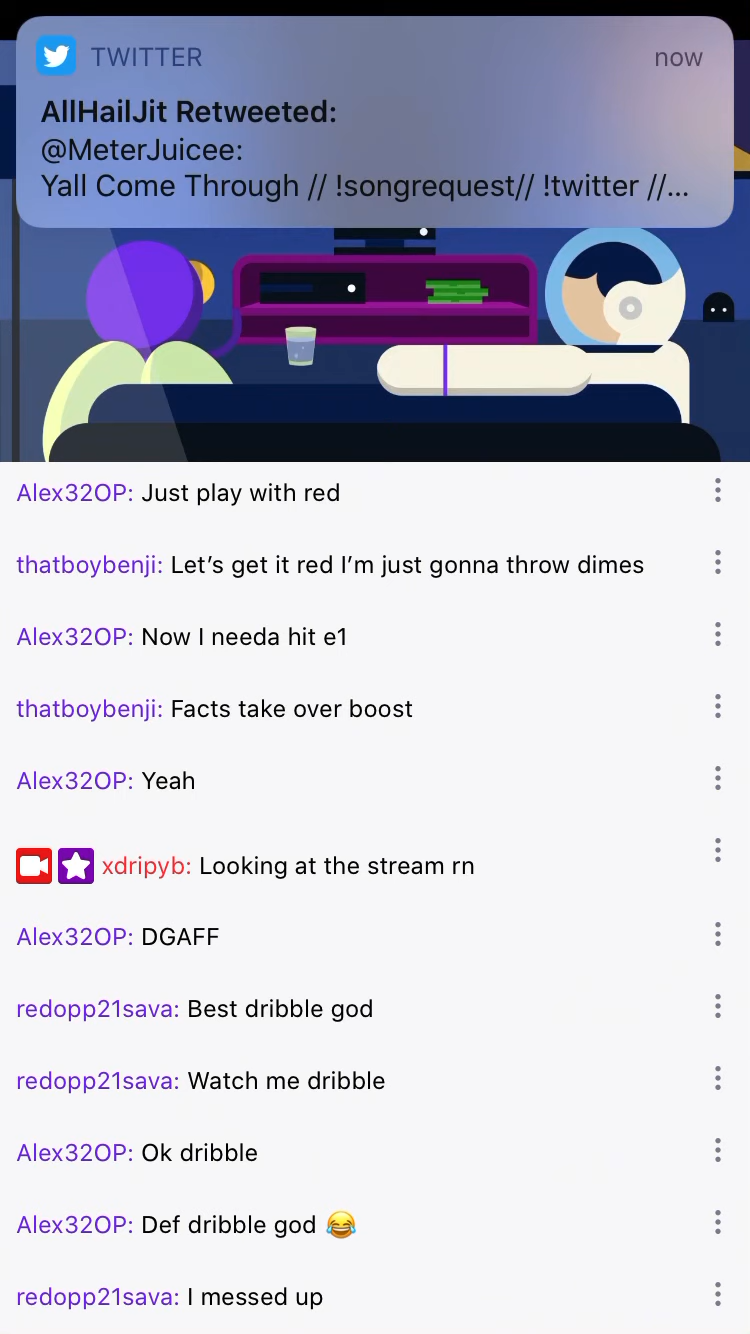 TWITTER
now
AllHailJit Retweeted:
@MeterJuicee:
Yall Come Through // !songrequest// !twitter //...
Alex32OP: Just play with red
thatboybenji: Let’s get it red I’m just gonna throw dimes
Alex32OP: Now I needa hit e1
thatboybenji: Facts take over boost
Alex32OP: Yeah
xdripyb: Looking at the stream rn
Alex32OP: DGAFF
redopp21sava: Best dribble god
redopp21sava: Watch me dribble
Alex32OP: Ok dribble
Alex32OP: Def dribble god 😂
redopp21sava: I messed up